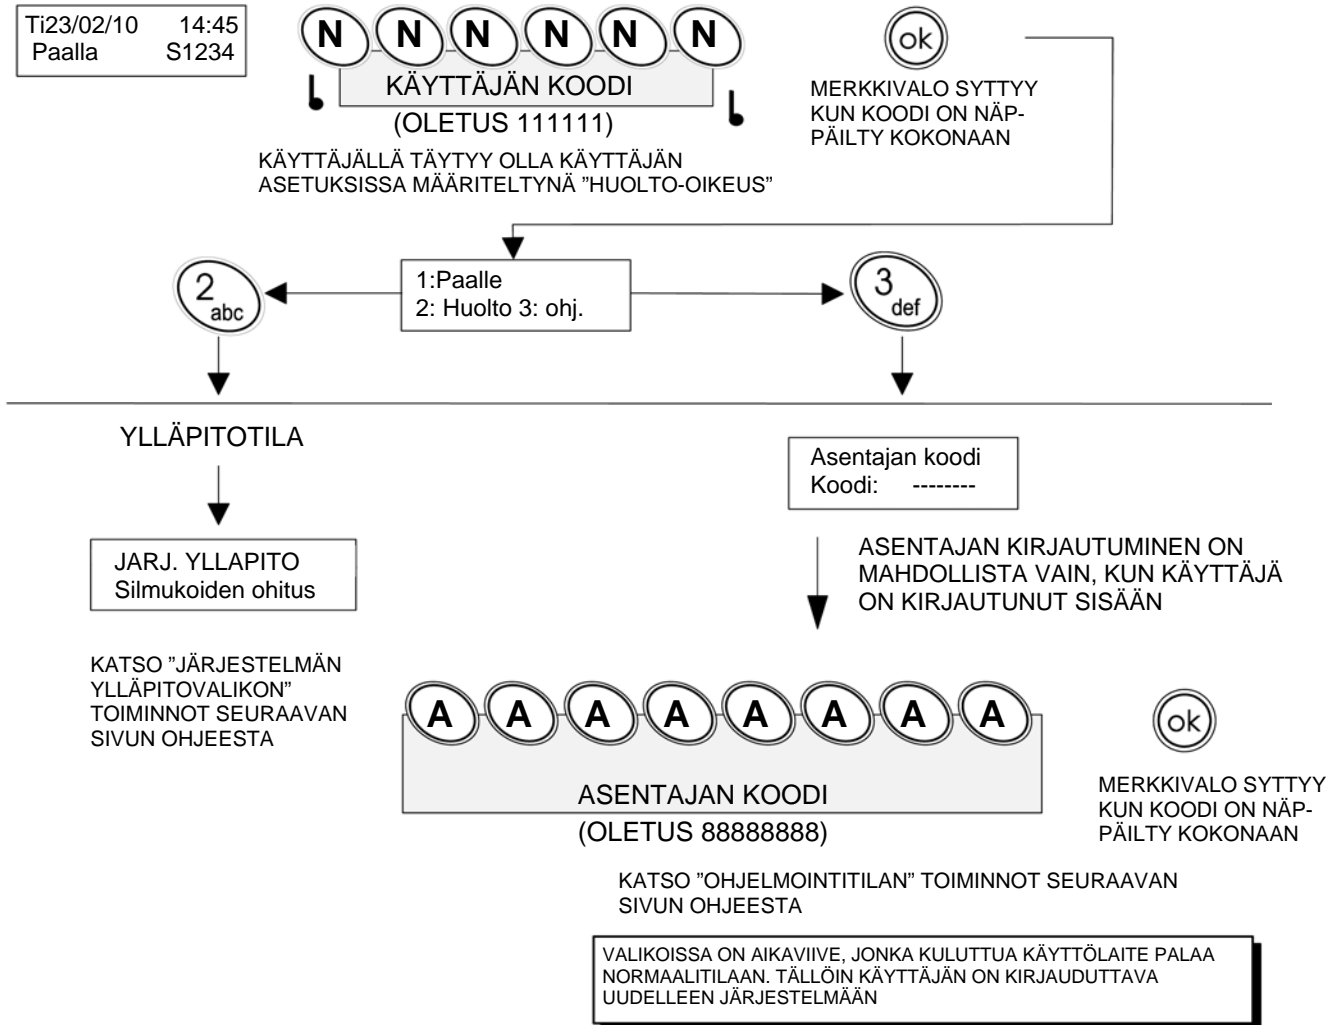 Ti23/02/10 14:45
Paalla S1234
N N N N N N
ok
KÄYTTÄJÄN KOODI
(OLETUS 111111)
MERKKIVALO SYTTYY
KUN KOODI ON NÄP-
PÄILTY KOKONAAN
KÄYTTÄJÄLLÄ TÄYTYY OLLA KÄYTTÄJÄN
ASETUKSISSA MÄÄRITELTYNÄ ”HUOLTO-OIKEUS”
2 abc
1:Paalle
2: Huolto 3: ohj.
3 def
YLLÄPITOTILA
JARJ. YLLAPITO
Silmukoiden ohitus
KATSO ”JÄRJESTELMÄN
YLLÄPITOVALIKON”
TOIMINNOT SEURAAVAN
SIVUN OHJEESTA
Asentajan koodi
Koodi: --------
ASENTAJAN KIRJAUTUMINEN ON
MAHDOLLISTA VAIN, KUN KÄYTTÄJÄ
ON KIRJAUTUNUT SISÄÄN
A A A A A A A A
ok
ASENTAJAN KOODI
(OLETUS 88888888)
MERKKIVALO SYTTYY
KUN KOODI ON NÄP-
PÄILTY KOKONAAN
KATSO ”OHJELMOINTITILAN” TOIMINNOT SEURAAVAN
SIVUN OHJEESTA
VALIKOISSA ON AIKAVIIVE, JONKA KULUTTUA KÄYTTÖLAITE PALAA
NORMAALITILAAN. TÄLLÖIN KÄYTTÄJÄN ON KIRJAUDUTTAVA
UUDELLEEN JÄRJESTELMÄÄN